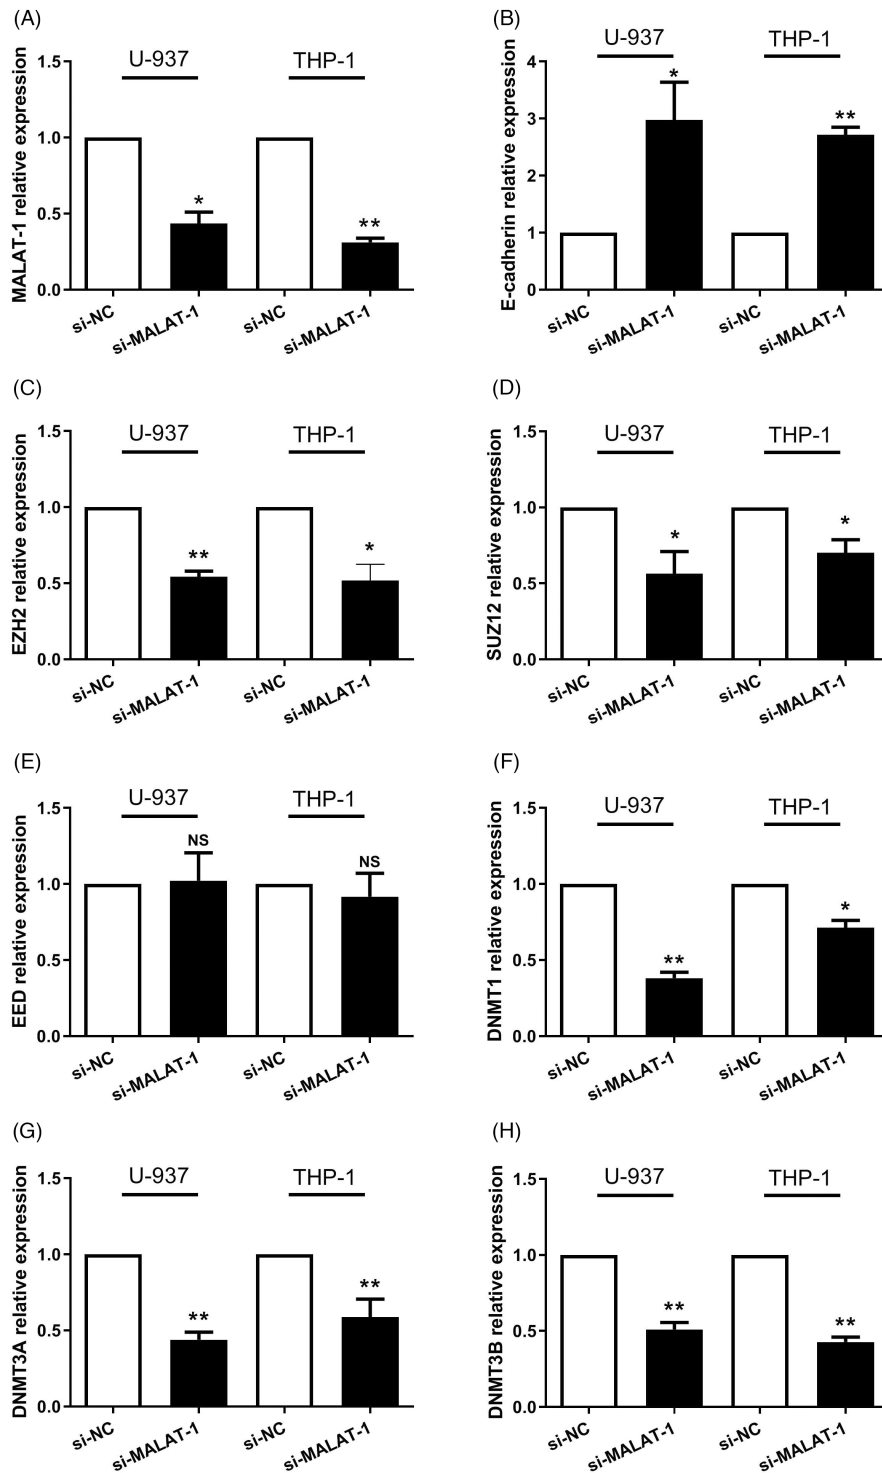 (A)
U-937 THP-1
MALAT-1 relative expression
1.5
1.0
0.5
0.0
* **
si-NC si-MALAT-1 si-NC si-MALAT-1
(B)
U-937 THP-1
E-cadherin relative expression
4
3
2
1
0
* **
si-NC si-MALAT-1 si-NC si-MALAT-1
(C)
U-937 THP-1
EZH2 relative expression
1.5
1.0
0.5
0.0
** *
si-NC si-MALAT-1 si-NC si-MALAT-1
(D)
U-937 THP-1
SUZ12 relative expression
1.5
1.0
0.5
0.0
* *
si-NC si-MALAT-1 si-NC si-MALAT-1
(E)
U-937 THP-1
EED relative expression
1.5
1.0
0.5
0.0
NS NS
si-NC si-MALAT-1 si-NC si-MALAT-1
(F)
U-937 THP-1
DNMT1 relative expression
1.5
1.0
0.5
0.0
** *
si-NC si-MALAT-1 si-NC si-MALAT-1
(G)
U-937 THP-1
DNMT3A relative expression
1.5
1.0
0.5
0.0
** **
si-NC si-MALAT-1 si-NC si-MALAT-1
(H)
U-937 THP-1
DNMT3B relative expression
1.5
1.0
0.5
0.0
** **
si-NC si-MALAT-1 si-NC si-MALAT-1